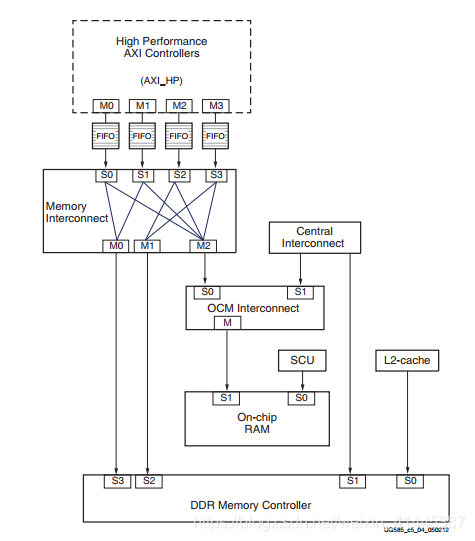 High Performance
AXI Controllers
(AXI_HP)
M0 M1 M2 M3
FIFO FIFO FIFO FIFO
S0 S1 S2 S3
Memory
Interconnect
M0 M1 M2
Central
Interconnect
S0 S1
OCM Interconnect
M
SCU
L2-cache
S1 S0
On-chip
RAM
S3 S2 S1 S0
DDR Memory Controller
UG585_c5_04_050212